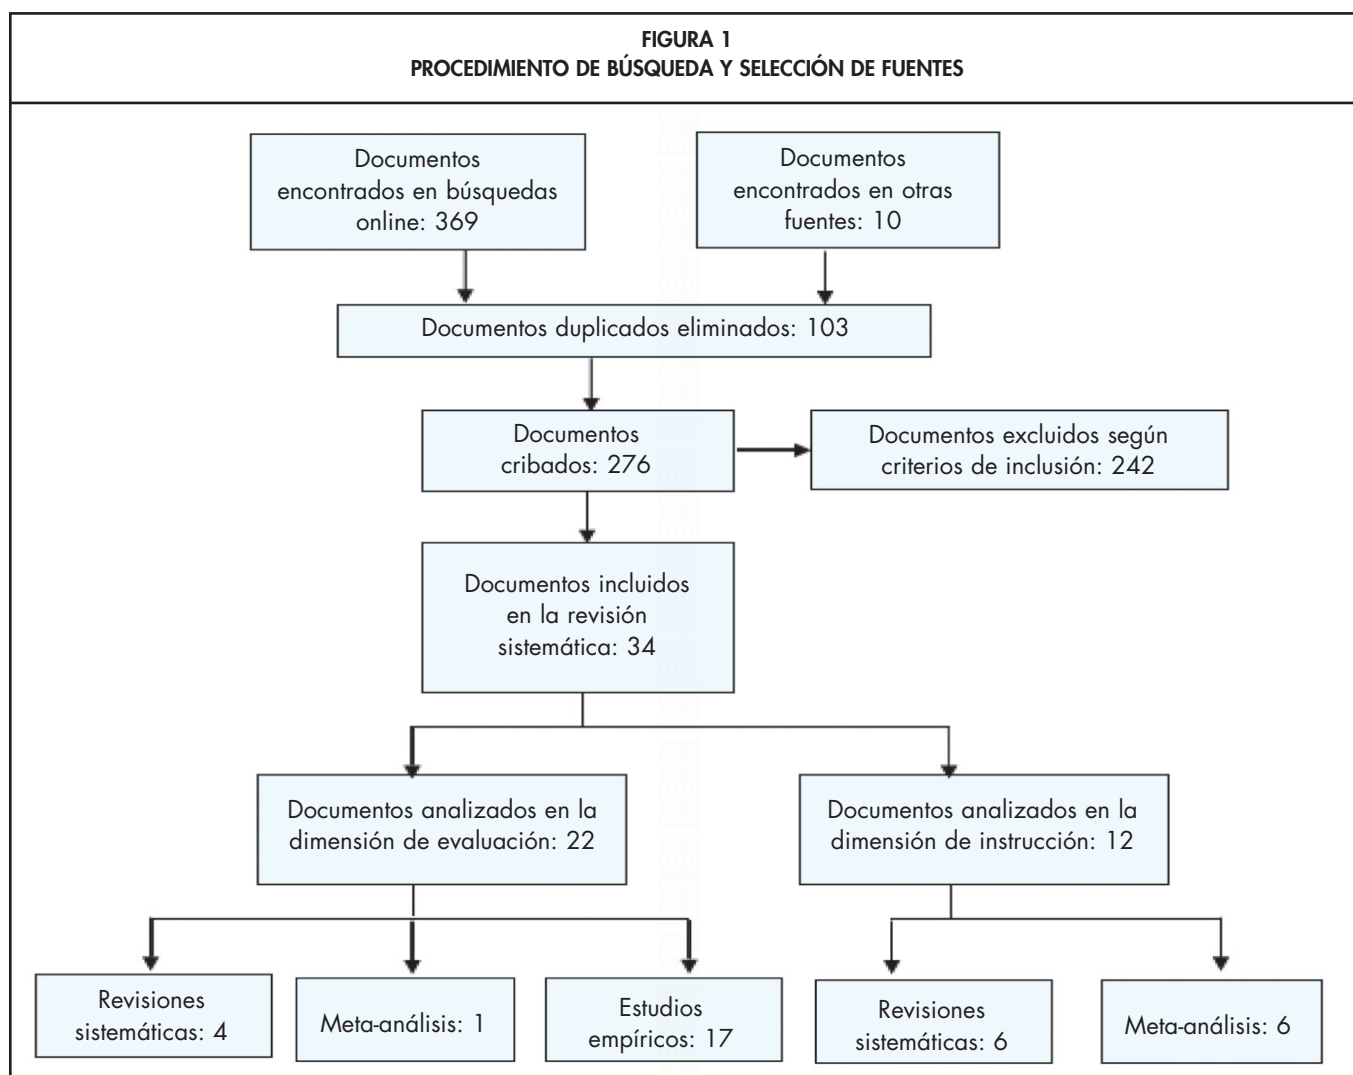 FIGURA 1
PROCEDIMIENTO DE BÚSQUEDA Y SELECCIÓN DE FUENTES
Documentos
encontrados en búsquedas
online: 369
Documentos
encontrados en otras
fuentes: 10
Documentos duplicados eliminados: 103
Documentos
cribados: 276
Documentos excluidos según
criterios de inclusión: 242
Documentos incluidos
en la revisión
sistemática: 34
Documentos analizados en la
dimensión de evaluación: 22
Documentos analizados en la
dimensión de instrucción: 12
Revisiones
sistemáticas: 4
Meta-análisis: 1
Estudios
empíricos: 17
Revisiones
sistemáticas: 6
Meta-análisis: 6